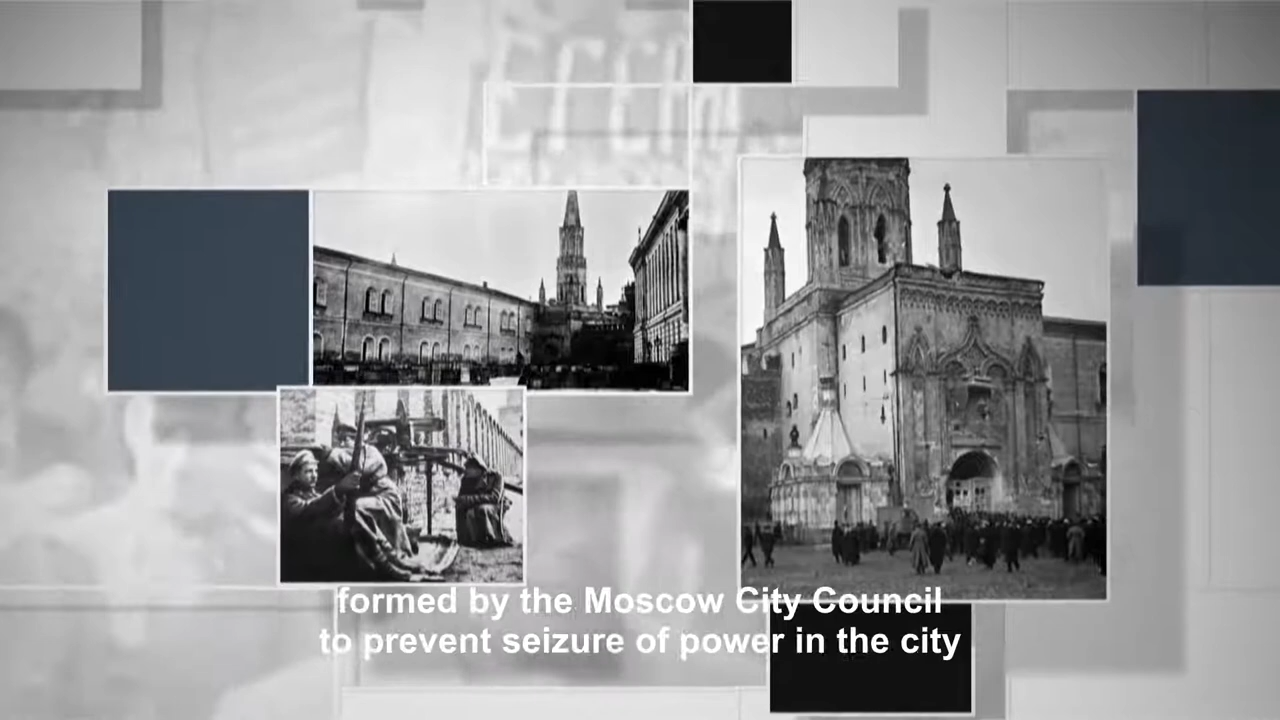 formed by the Moscow City Council
to prevent seizure of power in the city